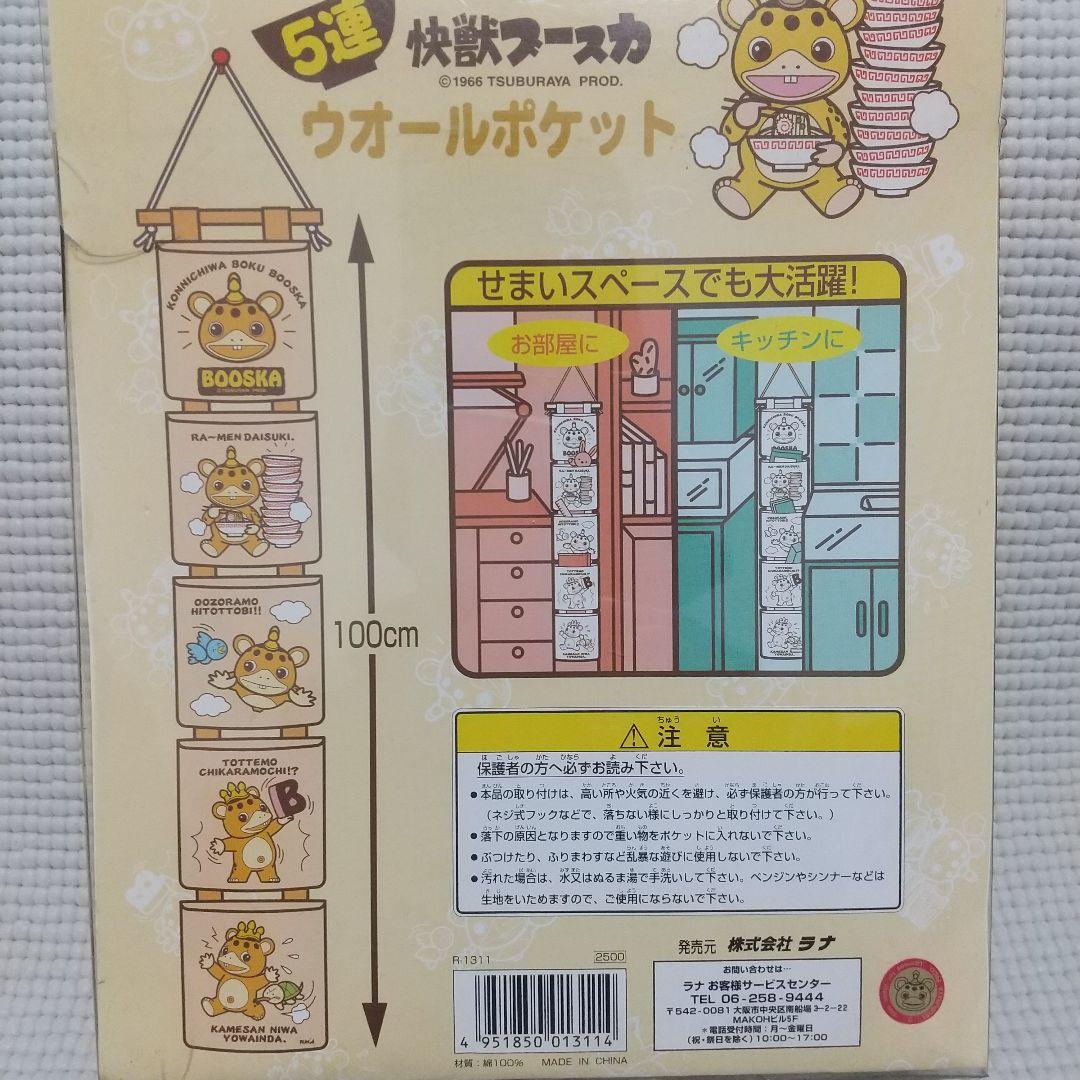 5連
快獣ブースカ
©1966 TSUBURAYA PROD.
ウオールポケット
KONNICHIWA BOKU BOOSKA
BOOSKA
©TSUBURAYA PROD.
RA~MEN DAISUKI.
OOZORAMO
HITOTTOBI!!
TOTTEMO
CHIKARAMOCHI!?
B
KAMESAN NIWA
YOWAINDA.
100cm
せまいスペースでも大活躍!
お部屋に
キッチンに
⚠注意
保護者の方へ必ずお読み下さい。
●本品の取り付けは、高い所や火気の近くを避け、必ず保護者の方が行って下さい。
(ネジ式フックなどで、落ちない様にしっかりと取り付けて下さい。)
●落下の原因となりますので重い物をポケットに入れないで下さい。
●ぶつけたり、ふりまわすなど乱暴な遊びに使用しないで下さい。
●汚れた場合は、水又はぬるま湯で手洗いして下さい。ベンジンやシンナーなどは
生地をいためますので、ご使用にならないで下さい。
R-1311
2500
4 951850 013114
材質:綿100% MADE IN CHINA
発売元 株式会社 ラナ
お問い合わせは…
ラナ お客様サービスセンター
TEL 06-258-9444
〒542-0081 大阪市中央区南船場3-2-22
MAKOHビル5F
*電話受付時間:月~金曜日
(祝・祭日を除く)10:00~17:00